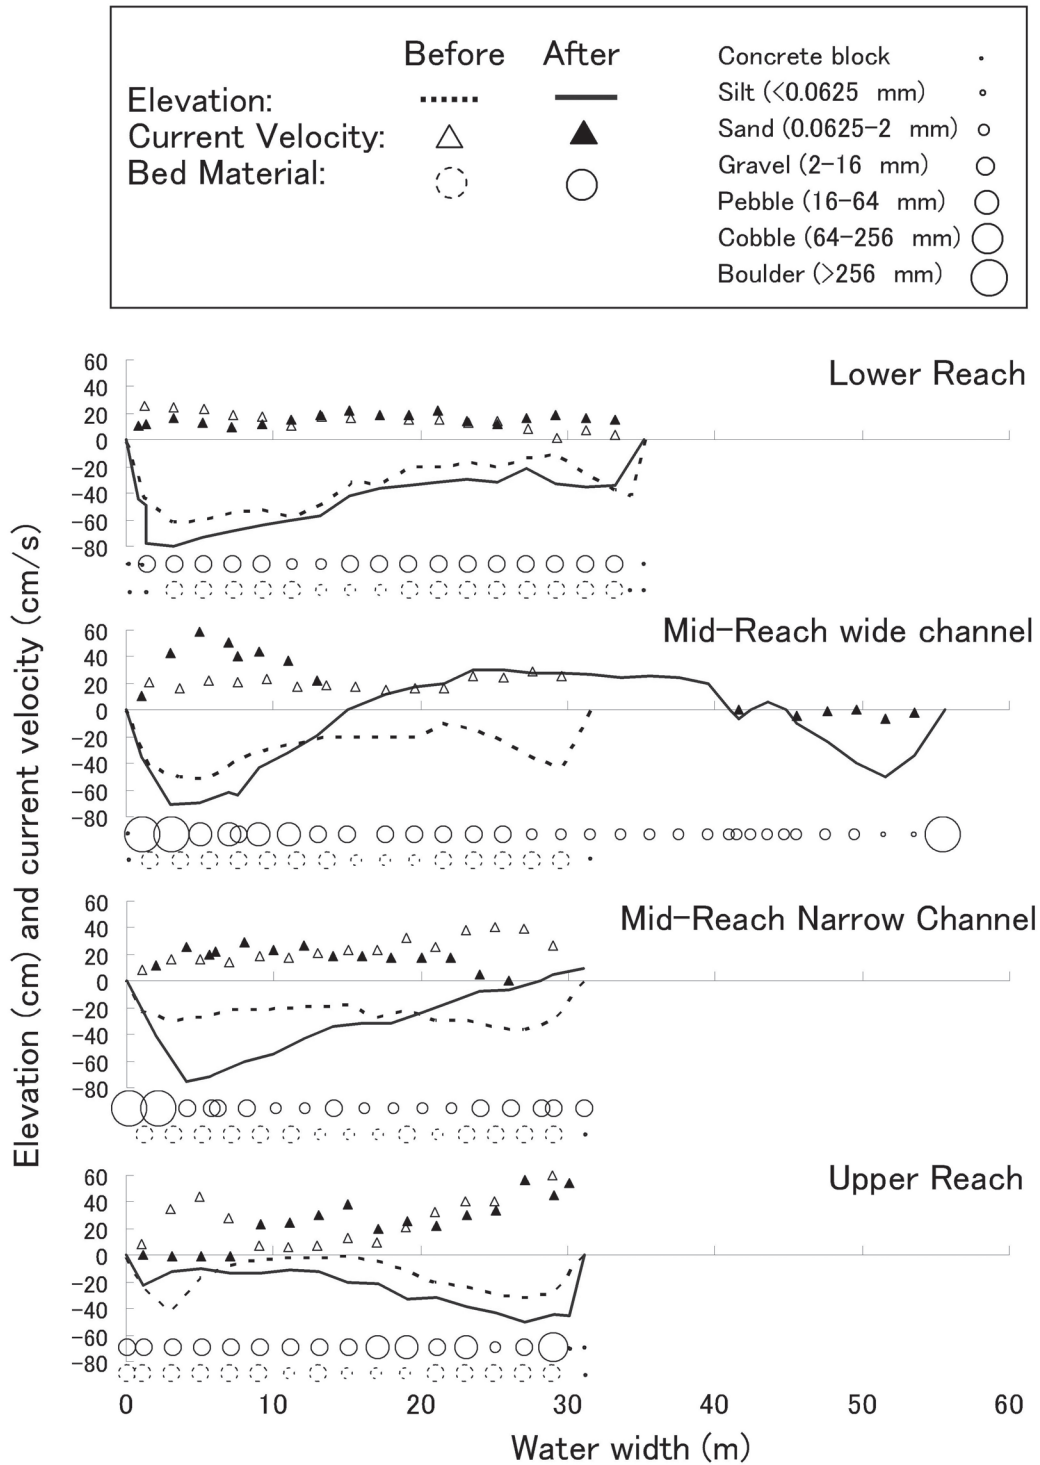 Before After
Elevation:
Current Velocity:
Bed Material:
Concrete block
Silt (<0.0625 mm)
Sand (0.0625-2 mm)
Gravel (2-16 mm)
Pebble (16-64 mm)
Cobble (64-256 mm)
Boulder (>256 mm)
Elevation (cm) and current velocity (cm/s)
Lower Reach
60
40
20
0
-20
-40
-60
-80
Mid-Reach wide channel
60
40
20
0
-20
-40
-60
-80
Mid-Reach Narrow Channel
60
40
20
0
-20
-40
-60
-80
Upper Reach
60
40
20
0
-20
-40
-60
-80
0 10 20 30 40 50 60
Water width (m)